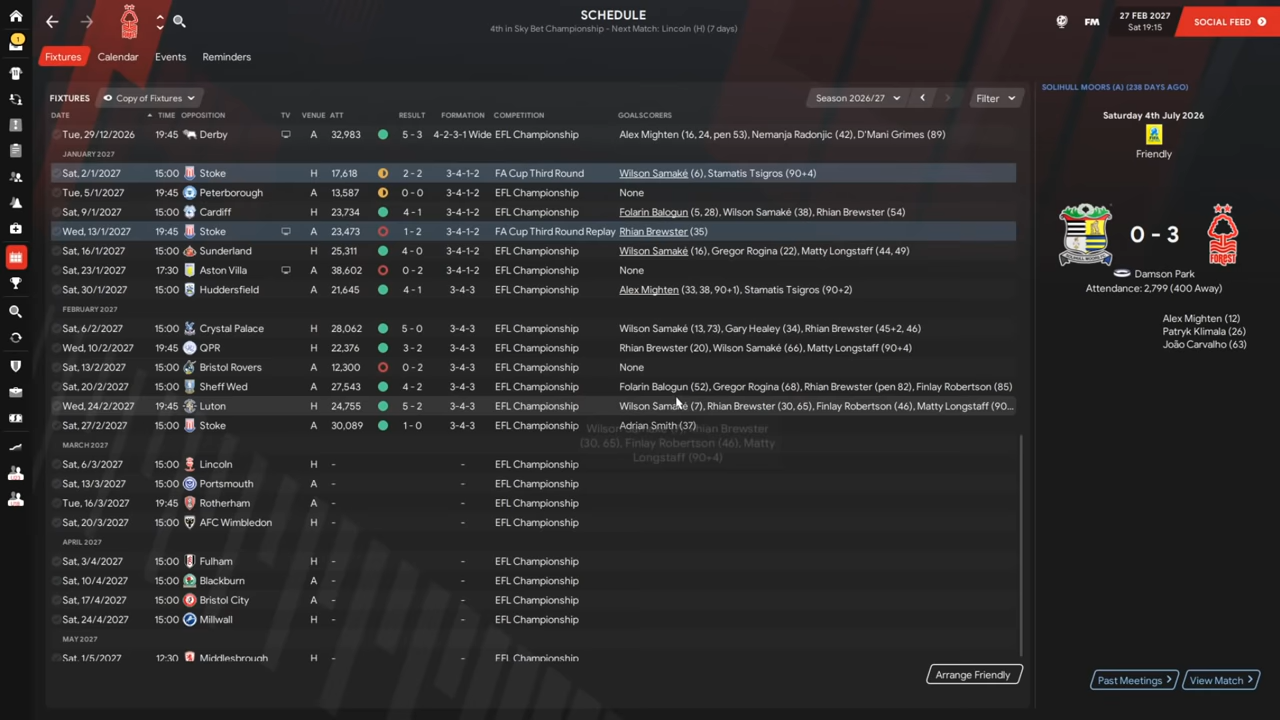 SCHEDULE
4th in Sky Bet Championship - Next Match: Lincoln (H) (7 days)
FM
27 FEB 2027
Sat 19:15
SOCIAL FEED
1
Fixtures Calendar Events Reminders
FIXTURES Copy of Fixtures Season 2026/27 Filter
DATE TIME OPPOSITION TV VENUE ATT RESULT FORMATION COMPETITION GOALSCORERS
Tue, 29/12/2026 19:45 Derby A 32,983 5 - 3 4-2-3-1 Wide EFL Championship Alex Mighten (16, 24, pen 53), Nemanja Radonjic (42), D'Mani Grimes (89)
JANUARY 2027
Sat, 2/1/2027 15:00 Stoke H 17,618 2 - 2 3-4-1-2 FA Cup Third Round Wilson Samaké (6), Stamatis Tsigros (90+4)
Tue, 5/1/2027 19:45 Peterborough A 13,587 0 - 0 3-4-1-2 EFL Championship None
Sat, 9/1/2027 15:00 Cardiff H 23,734 4 - 1 3-4-1-2 EFL Championship Folarin Balogun (5, 28), Wilson Samaké (38), Rhian Brewster (54)
Wed, 13/1/2027 19:45 Stoke A 23,473 1 - 2 3-4-1-2 FA Cup Third Round Replay Rhian Brewster (35)
Sat, 16/1/2027 15:00 Sunderland H 25,311 4 - 0 3-4-1-2 EFL Championship Wilson Samaké (16), Gregor Rogina (22), Matty Longstaff (44, 49)
Sat, 23/1/2027 17:30 Aston Villa A 38,602 0 - 2 3-4-1-2 EFL Championship None
Sat, 30/1/2027 15:00 Huddersfield A 21,645 4 - 1 3-4-3 EFL Championship Alex Mighten (33, 38, 90+1), Stamatis Tsigros (90+2)
FEBRUARY 2027
Sat, 6/2/2027 15:00 Crystal Palace H 28,062 5 - 0 3-4-3 EFL Championship Wilson Samaké (13, 73), Gary Healey (34), Rhian Brewster (45+2, 46)
Wed, 10/2/2027 19:45 QPR H 22,376 3 - 2 3-4-3 EFL Championship Rhian Brewster (20), Wilson Samaké (66), Matty Longstaff (90+4)
Sat, 13/2/2027 15:00 Bristol Rovers A 12,300 0 - 2 3-4-3 EFL Championship None
Sat, 20/2/2027 15:00 Sheff Wed A 27,543 4 - 2 3-4-3 EFL Championship Folarin Balogun (52), Gregor Rogina (68), Rhian Brewster (pen 82), Finlay Robertson (85)
Wed, 24/2/2027 19:45 Luton H 24,755 5 - 2 3-4-3 EFL Championship Wilson Samaké (7), Rhian Brewster (30, 65), Finlay Robertson (46), Matty Longstaff (90...
Sat, 27/2/2027 15:00 Stoke A 30,089 1 - 0 3-4-3 EFL Championship Adrian Smith (37)
Wilson Samaké (7), Rhian Brewster
(30, 65), Finlay Robertson (46), Matty
Longstaff (90+4)
MARCH 2027
Sat, 6/3/2027 15:00 Lincoln H - - EFL Championship
Sat, 13/3/2027 15:00 Portsmouth A - - EFL Championship
Tue, 16/3/2027 19:45 Rotherham A - - EFL Championship
Sat, 20/3/2027 15:00 AFC Wimbledon H - - EFL Championship
APRIL 2027
Sat, 3/4/2027 15:00 Fulham H - - EFL Championship
Sat, 10/4/2027 15:00 Blackburn A - - EFL Championship
Sat, 17/4/2027 15:00 Bristol City A - - EFL Championship
Sat, 24/4/2027 15:00 Millwall H - - EFL Championship
MAY 2027
Sat, 1/5/2027 12:30 Middlesbrough H - - EFL Championship
Arrange Friendly
SOLIHULL MOORS (A) (238 DAYS AGO)
Saturday 4th July 2026
Friendly
0 - 3
Damson Park
Attendance: 2,799 (400 Away)
Alex Mighten (12)
Patryk Klimala (26)
João Carvalho (63)
Past Meetings View Match